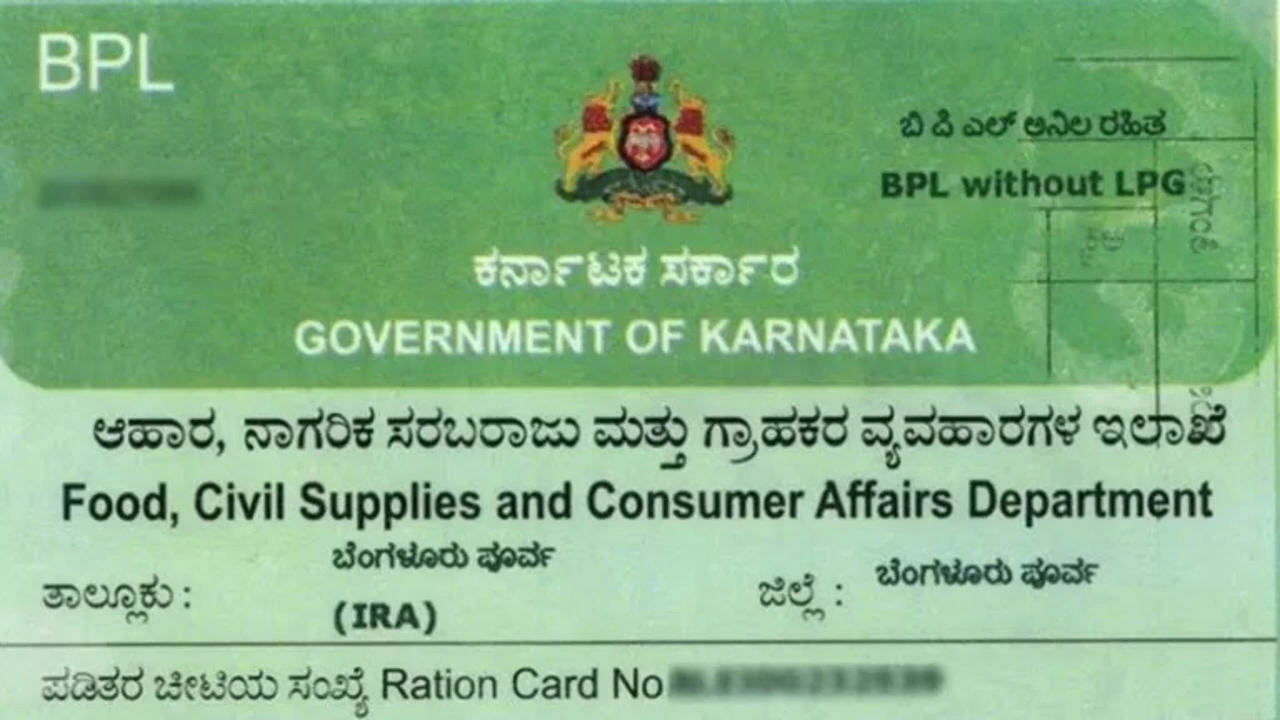 BPL
ಬಿ ಪಿ ಎಲ್ ಅನಿಲ ರಹಿತ
BPL without LPG
ಕರ್ನಾಟಕ ಸರ್ಕಾರ
GOVERNMENT OF KARNATAKA
ಆಹಾರ, ನಾಗರಿಕ ಸರಬರಾಜು ಮತ್ತು ಗ್ರಾಹಕರ ವ್ಯವಹಾರಗಳ ಇಲಾಖೆ
Food, Civil Supplies and Consumer Affairs Department
ತಾಲ್ಲೂಕು : ಬೆಂಗಳೂರು ಪೂರ್ವ
(IRA)
ಜಿಲ್ಲೆ : ಬೆಂಗಳೂರು ಪೂರ್ವ
ಪಡಿತರ ಚೀಟಿಯ ಸಂಖ್ಯೆ Ration Card No